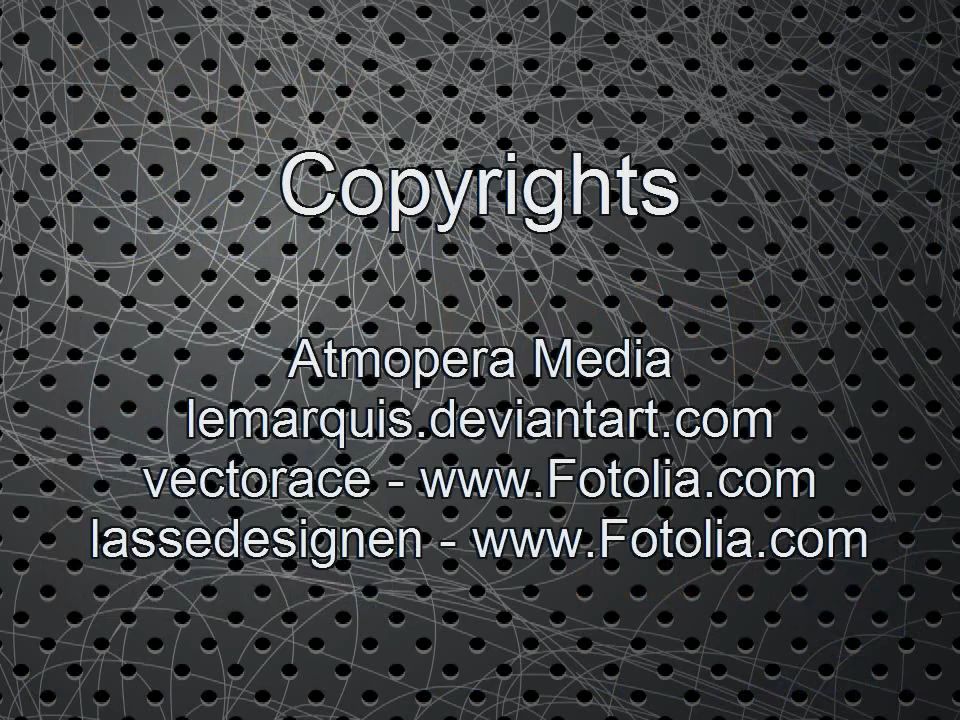 Copyrights
Atmopera Media
lemarquis.deviantart.com
vectorace - www.Fotolia.com
lassedesignen - www.Fotolia.com